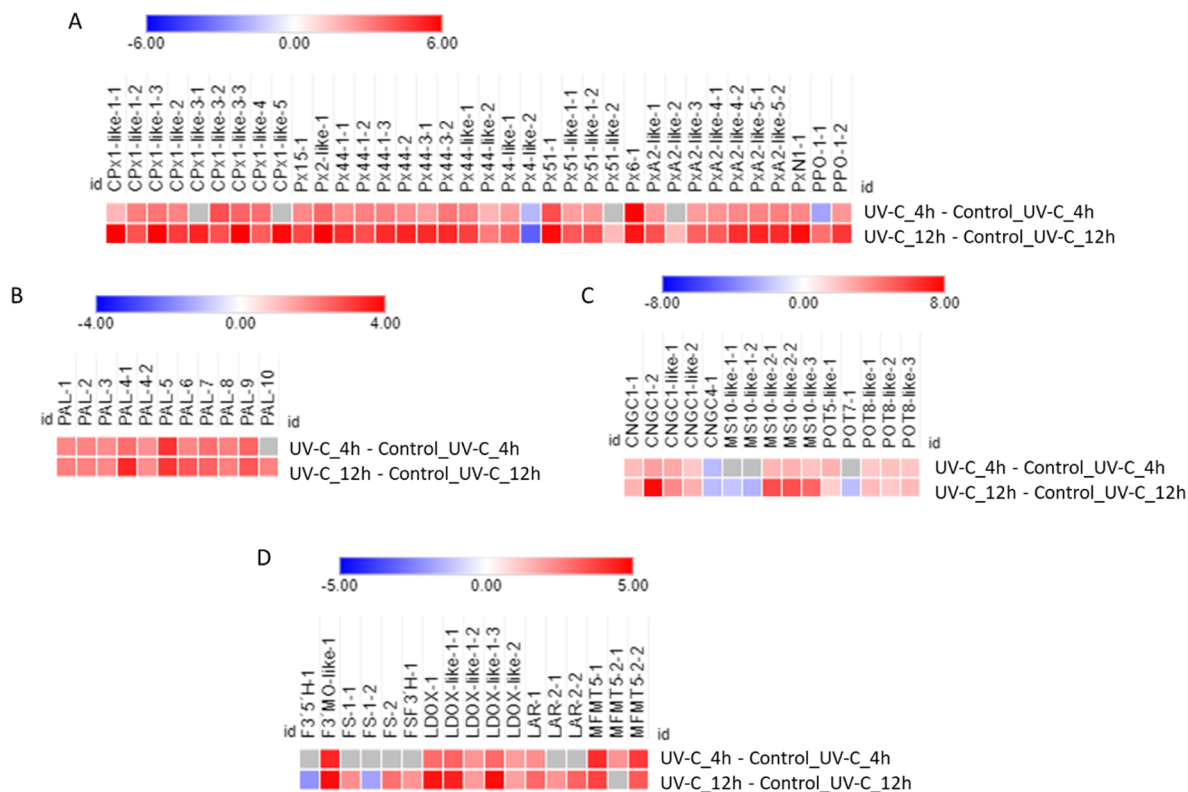 A
-6.00 0.00 6.00
id CPx1-like-1-1 CPx1-like-1-2 CPx1-like-1-3 CPx1-like-2 CPx1-like-3-1 CPx1-like-3-2 CPx1-like-3-3 CPx1-like-4 CPx1-like-5 Px15-1 Px2-like-1 Px44-1-1 Px44-1-2 Px44-1-3 Px44-2 Px44-3-1 Px44-3-2 Px44-like-1 Px44-like-2 Px4-like-1 Px4-like-2 Px51-1 Px51-like-1-1 Px51-like-1-2 Px51-like-2 Px6-1 PxA2-like-1 PxA2-like-2 PxA2-like-3 PxA2-like-4-1 PxA2-like-4-2 PxA2-like-5-1 PxA2-like-5-2 PxN1-1 PPO-1-1 PPO-1-2 id
UV-C_4h - Control_UV-C_4h
UV-C_12h - Control_UV-C_12h
B
-4.00 0.00 4.00
id PAL-1 PAL-2 PAL-3 PAL-4-1 PAL-4-2 PAL-5 PAL-6 PAL-7 PAL-8 PAL-9 PAL-10 id
UV-C_4h - Control_UV-C_4h
UV-C_12h - Control_UV-C_12h
C
-8.00 0.00 8.00
id CNGC1-1 CNGC1-2 CNGC1-like-1 CNGC1-like-2 CNGC4-1 MS10-like-1-1 MS10-like-1-2 MS10-like-2-1 MS10-like-2-2 MS10-like-3 POT5-like-1 POT7-1 POT8-like-1 POT8-like-2 POT8-like-3 id
UV-C_4h - Control_UV-C_4h
UV-C_12h - Control_UV-C_12h
D
-5.00 0.00 5.00
id F3´5´H-1 F3´MO-like-1 FS-1-1 FS-1-2 FS-2 FSF3´H-1 LDOX-1 LDOX-like-1-1 LDOX-like-1-2 LDOX-like-1-3 LDOX-like-2 LAR-1 LAR-2-1 LAR-2-2 MFMT5-1 MFMT5-2-1 MFMT5-2-2 id
UV-C_4h - Control_UV-C_4h
UV-C_12h - Control_UV-C_12h